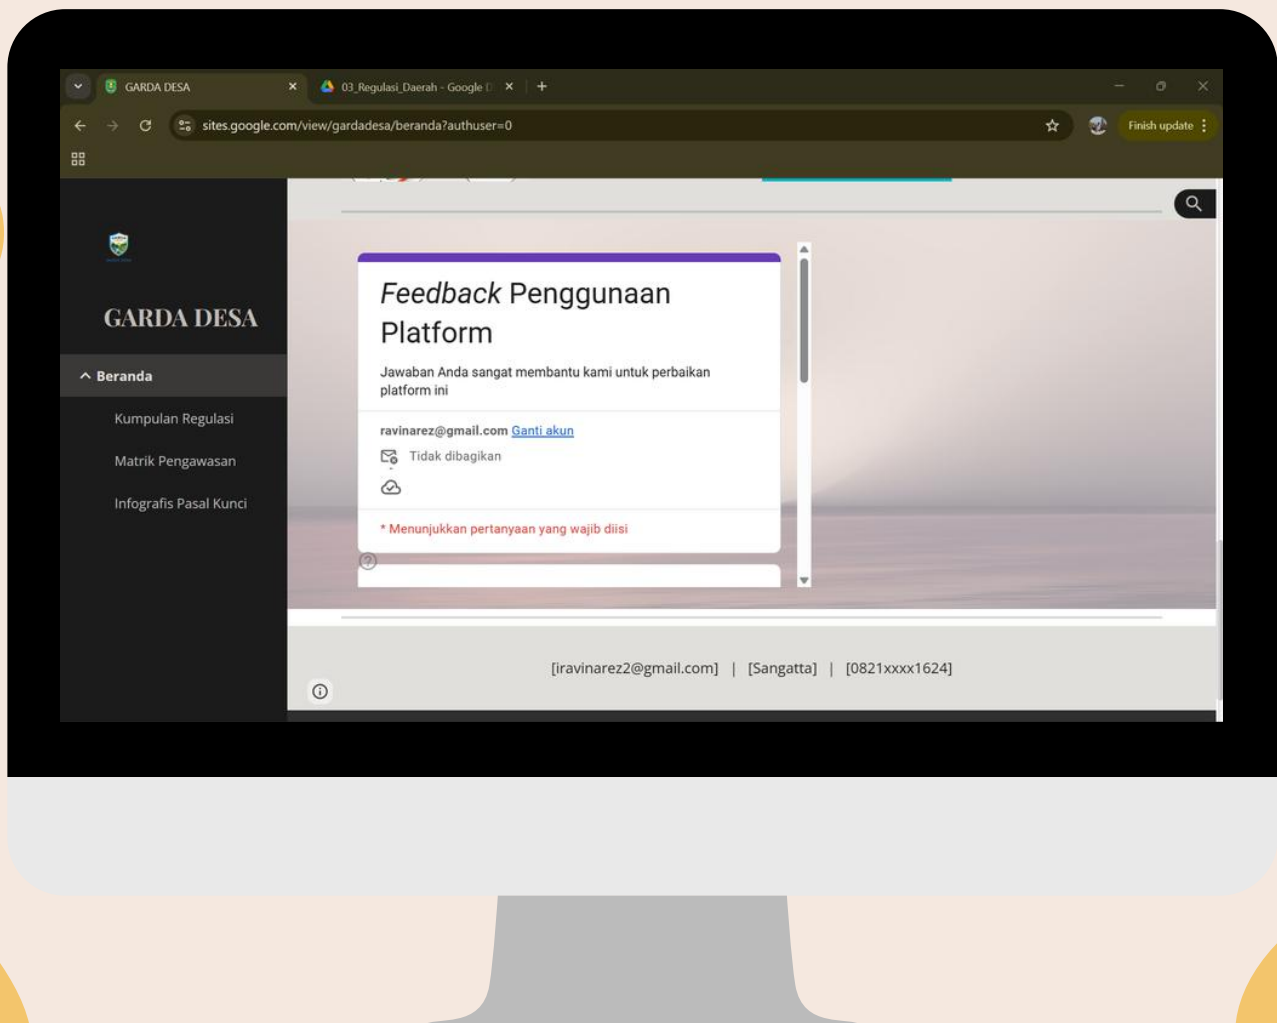 GARDA DESA
03_Regulasi_Daerah - Google D
sites.google.com/view/gardadesa/beranda?authuser=0
Finish update
GARDA DESA
Beranda
Kumpulan Regulasi
Matrik Pengawasan
Infografis Pasal Kunci
Feedback Penggunaan
Platform
Jawaban Anda sangat membantu kami untuk perbaikan
platform ini
ravinarez@gmail.com Ganti akun
Tidak dibagikan
* Menunjukkan pertanyaan yang wajib diisi
[iravinarez2@gmail.com] | [Sangatta] | [0821xxxx1624]